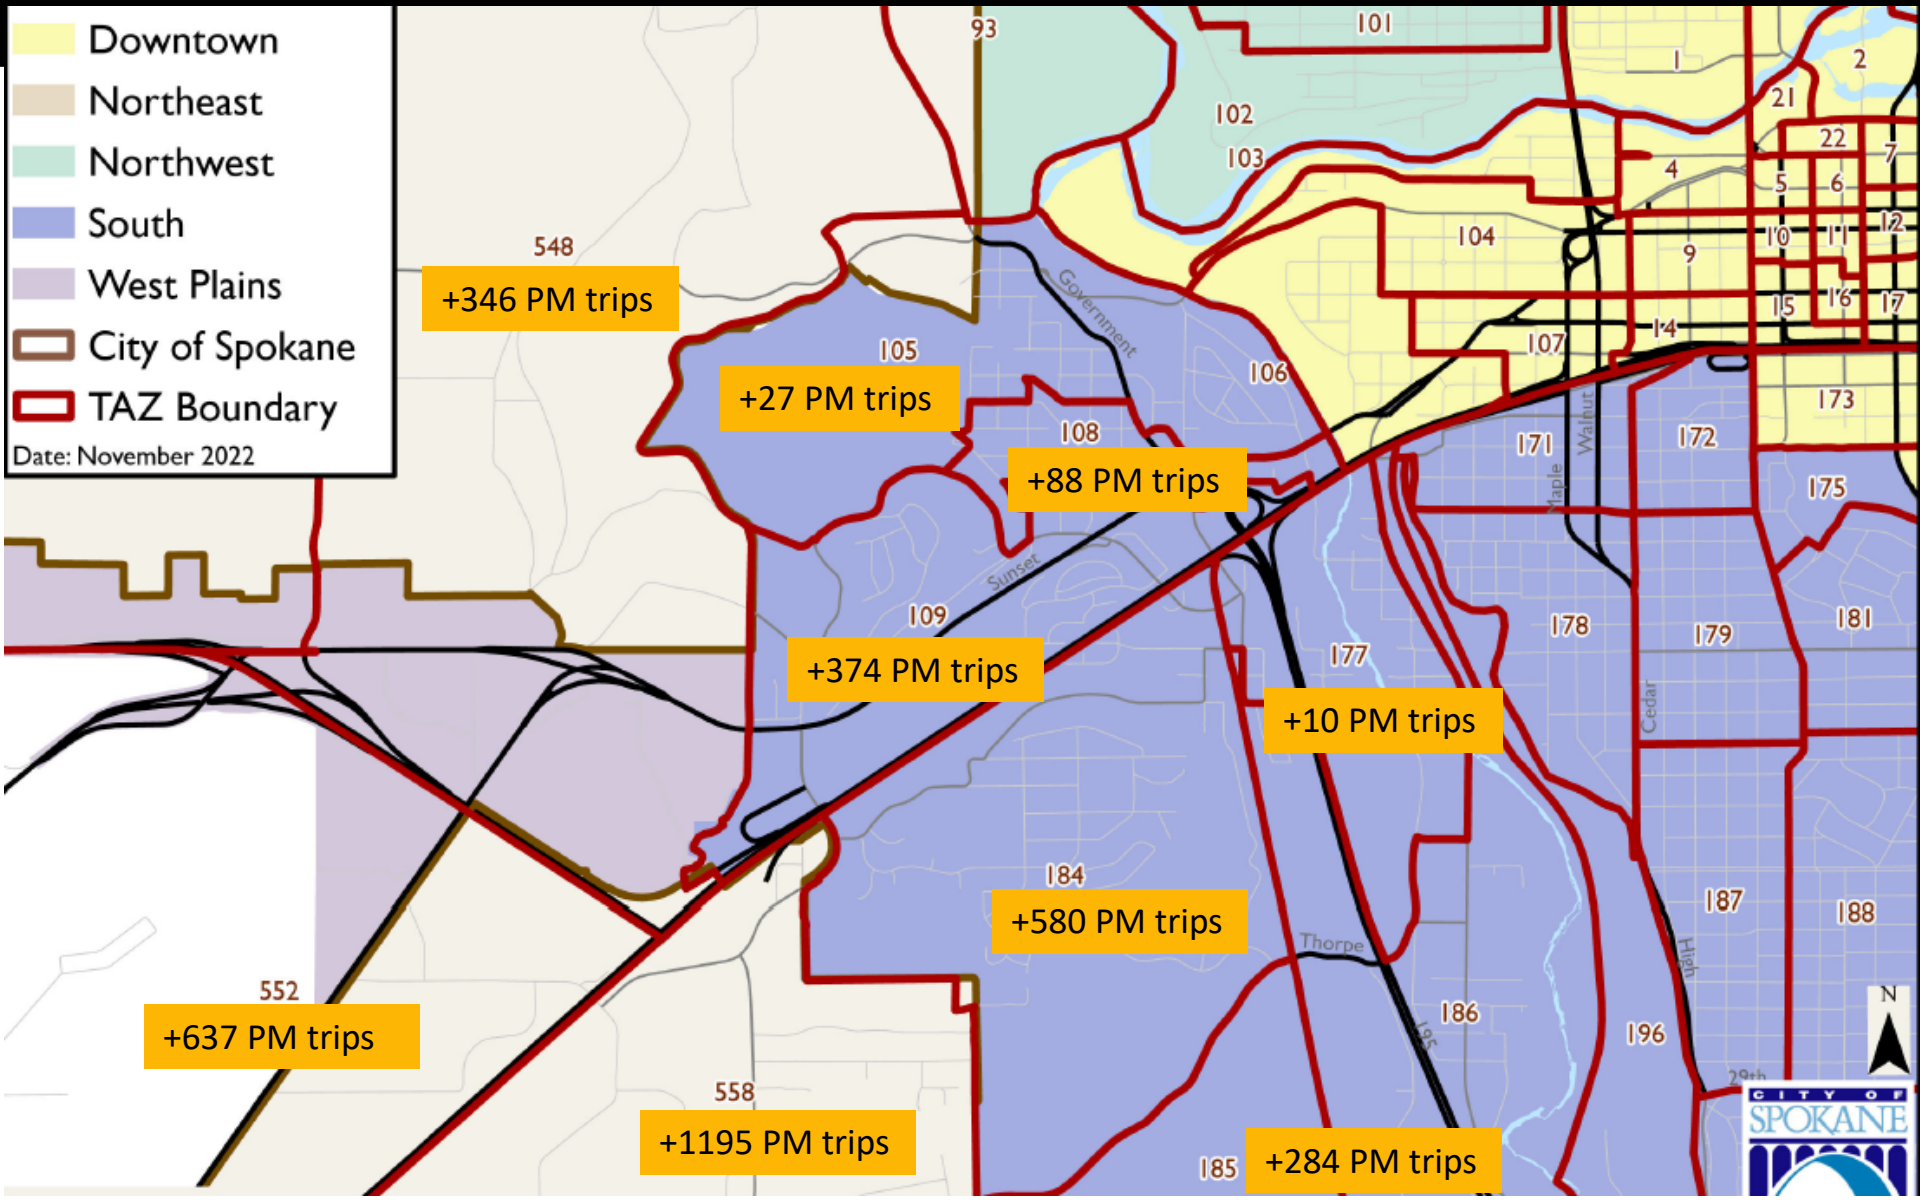 Downtown
Northeast
Northwest
South
West Plains
City of Spokane
TAZ Boundary
Date: November 2022
93
101
1
2
102
21
103
22
7
4
5
6
548
104
10
11
12
9
+346 PM trips
Government
15
16
17
14
105
107
106
+27 PM trips
173
Walnut
108
171
172
+88 PM trips
Maple
175
Sunset
109
178
179
181
177
+374 PM trips
Cedar
+10 PM trips
184
+580 PM trips
187
188
Thorpe
High
552
N
186
195
196
+637 PM trips
29th
558
+1195 PM trips
185
+284 PM trips
CITY OF
SPOKANE